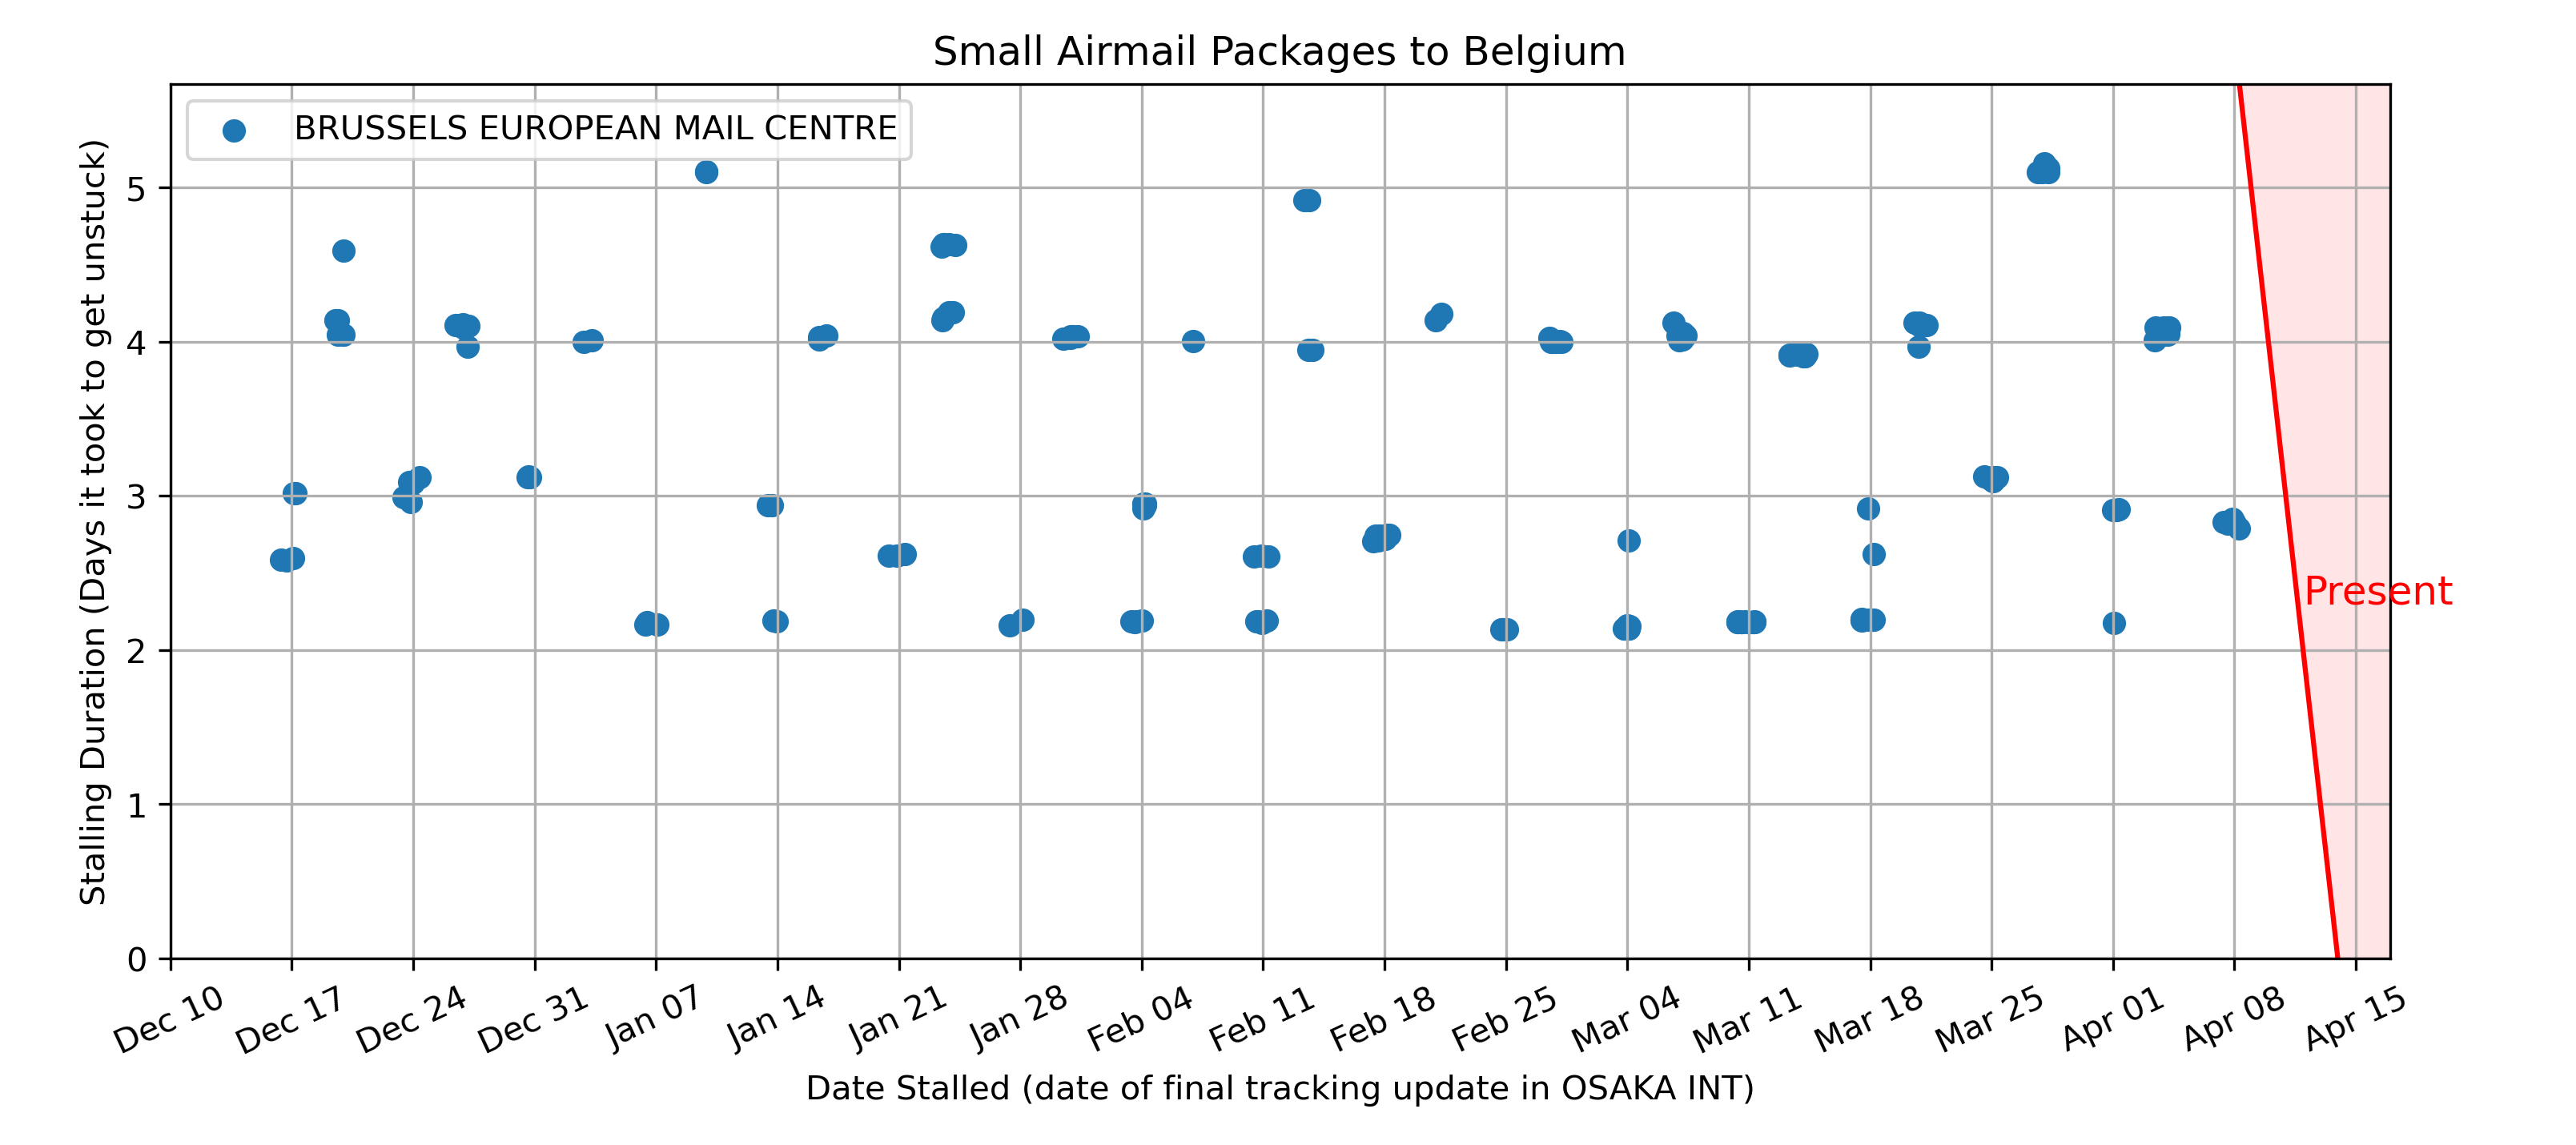 Small Airmail Packages to Belgium
BRUSSELS EUROPEAN MAIL CENTRE
Stalling Duration (Days it took to get unstuck)
5
4
3
2
1
0
Present
Dec 10
Dec 17
Dec 24
Dec 31
Jan 07
Jan 14
Jan 21
Jan 28
Feb 04
Feb 11
Feb 18
Feb 25
Mar 04
Mar 11
Mar 18
Mar 25
Apr 01
Apr 08
Apr 15
Date Stalled (date of final tracking update in OSAKA INT)